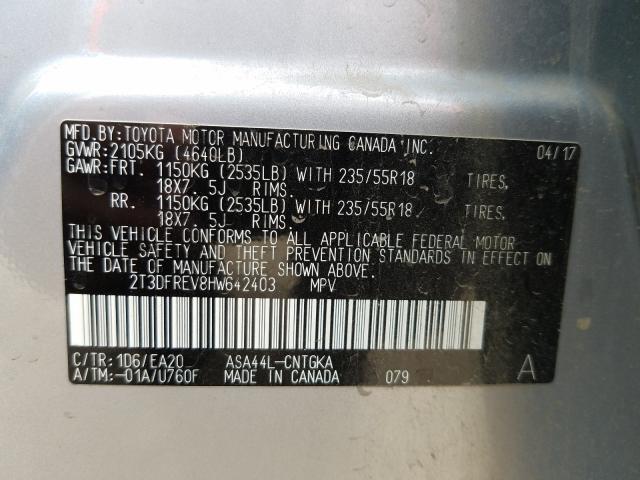 MFD.BY:TOYOTA MOTOR MANUFACTURING CANADA INC. 04/17
GVWR:2105KG (4640LB)
GAWR:FRT. 1150KG (2535LB) WITH 235/55R18 TIRES,
18X7. 5J RIMS.
RR. 1150KG (2535LB) WITH 235/55R18 TIRES,
18X7. 5J RIMS.
THIS VEHICLE CONFORMS TO ALL APPLICABLE FEDERAL MOTOR
VEHICLE SAFETY AND THEFT PREVENTION STANDARDS IN EFFECT ON
THE DATE OF MANUFACTURE SHOWN ABOVE.
2T3DFREV8HW642403 MPV
C/TR:1D6/EA20 ASA44L-CNTGKA
A/TM:-01A/U760F MADE IN CANADA 079 A